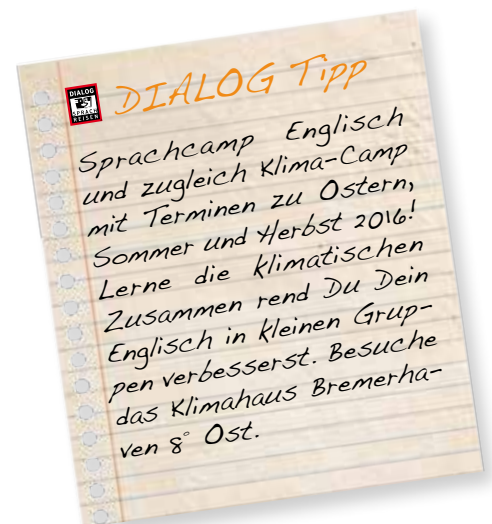 DIALOG
SPRACH
REISEN
DIALOG Tipp
Sprachcamp Englisch
und zugleich Klima-Camp
mit Terminen zu Ostern,
Sommer und Herbst 2016!
Lerne die klimatischen
Zusammen rend Du Dein
Englisch in kleinen Grup-
pen verbesserst. Besuche
das Klimahaus Bremerha-
ven 8° Ost.